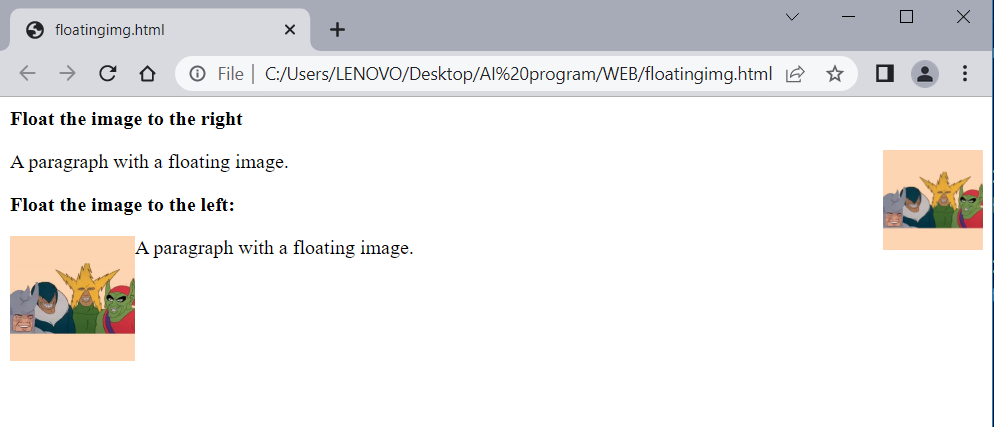 floatingimg.html
File | C:/Users/LENOVO/Desktop/AI%20program/WEB/floatingimg.html
Float the image to the right
A paragraph with a floating image.
Float the image to the left:
A paragraph with a floating image.